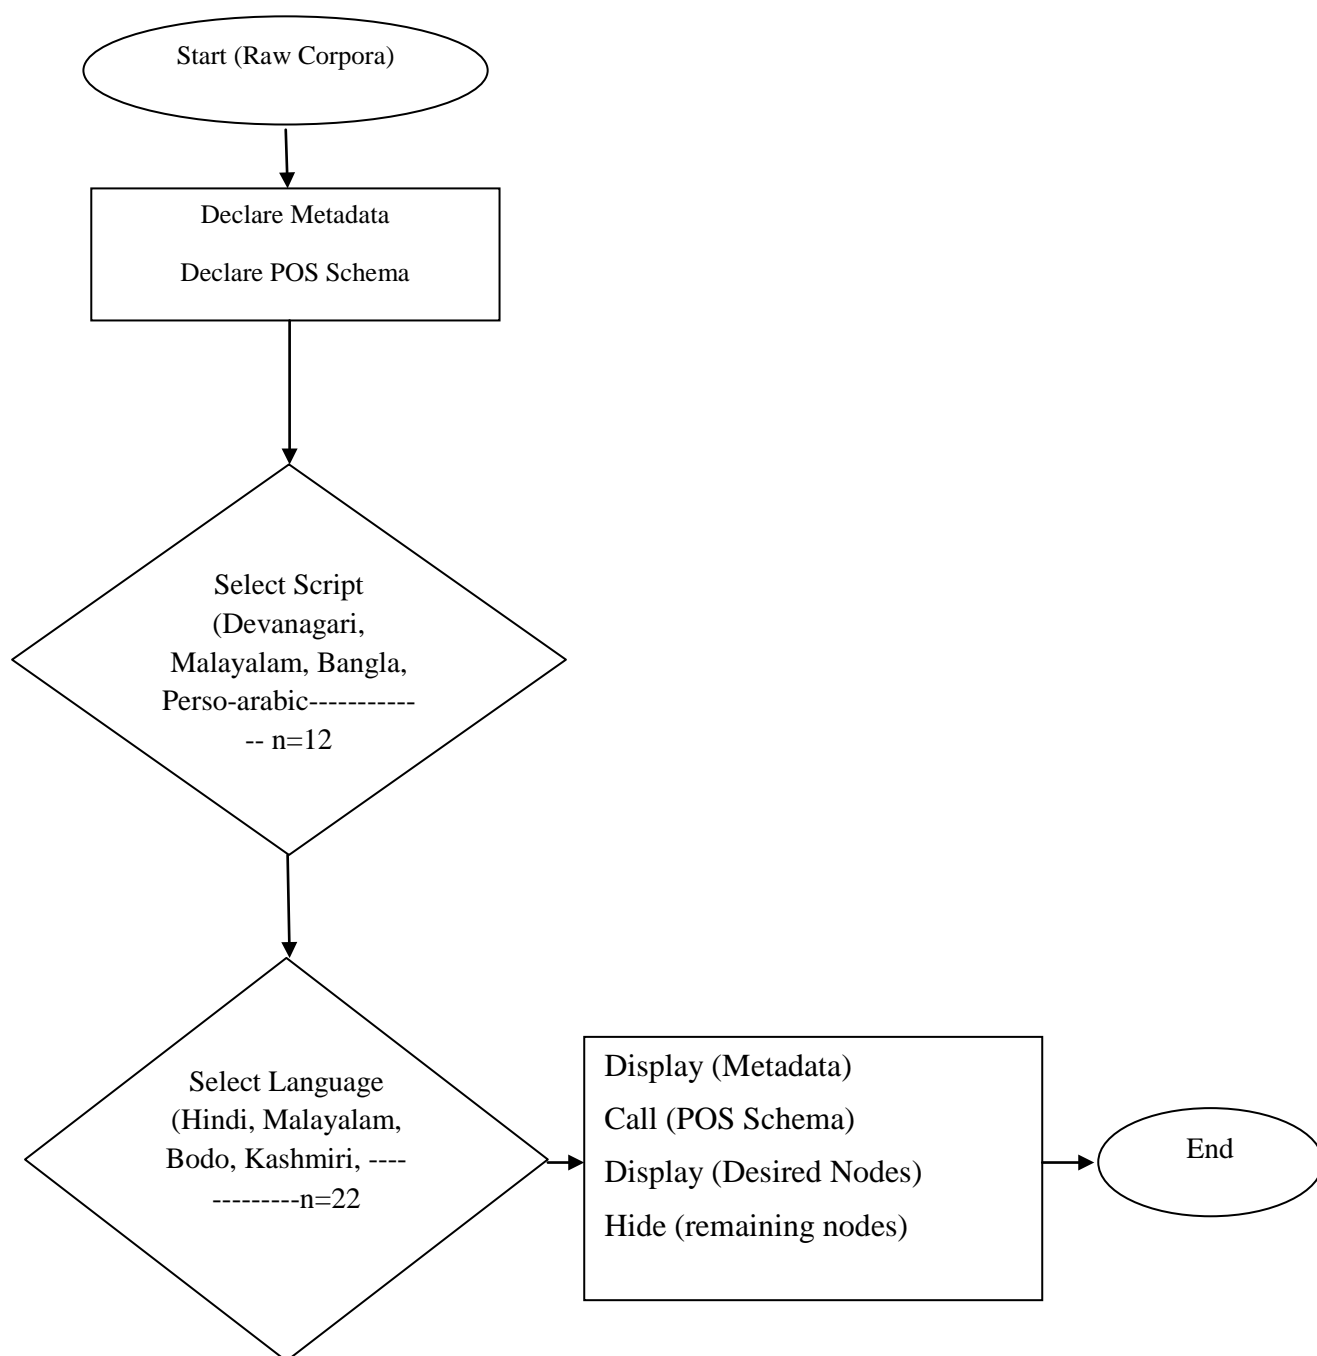 Start (Raw Corpora)
Declare Metadata
Declare POS Schema
Select Script
(Devanagari,
Malayalam, Bangla,
Perso-arabic------------
-- n=12
Select Language
(Hindi, Malayalam,
Bodo, Kashmiri, ----
---------n=22
Display (Metadata)
Call (POS Schema)
Display (Desired Nodes)
Hide (remaining nodes)
End